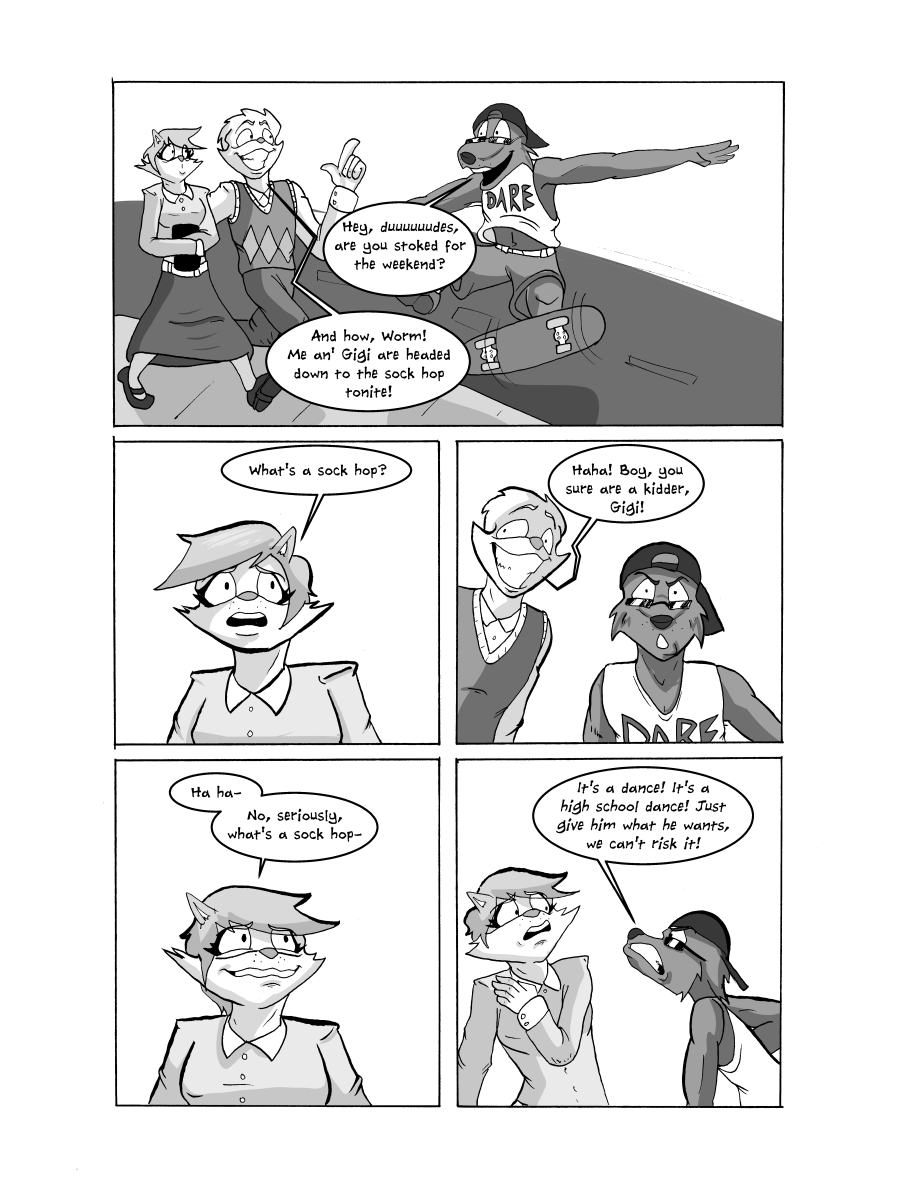 DARE
Hey, duuuuuudes,
are you stoked for
the weekend?
And how, Worm!
Me an' Gigi are headed
down to the sock hop
tonite!
What's a sock hop?
Haha! Boy, you
sure are a kidder,
Gigi!
DARE
Ha ha-
No, seriously,
what's a sock hop-
It's a dance! It's a
high school dance! Just
give him what he wants,
we can't risk it!